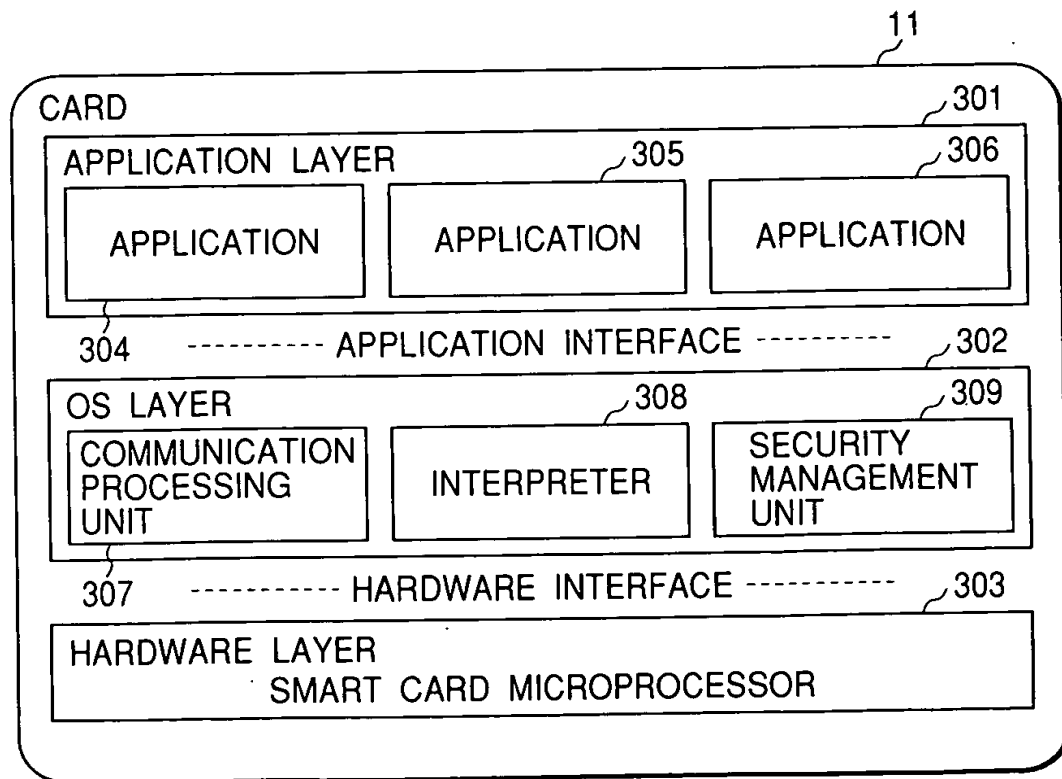 11
CARD
301
APPLICATION LAYER
305
306
APPLICATION
APPLICATION
APPLICATION
304
---------- APPLICATION INTERFACE ----------
302
OS LAYER
308
309
COMMUNICATION
PROCESSING
UNIT
INTERPRETER
SECURITY
MANAGEMENT
UNIT
307
---------- HARDWARE INTERFACE ----------
303
HARDWARE LAYER
SMART CARD MICROPROCESSOR